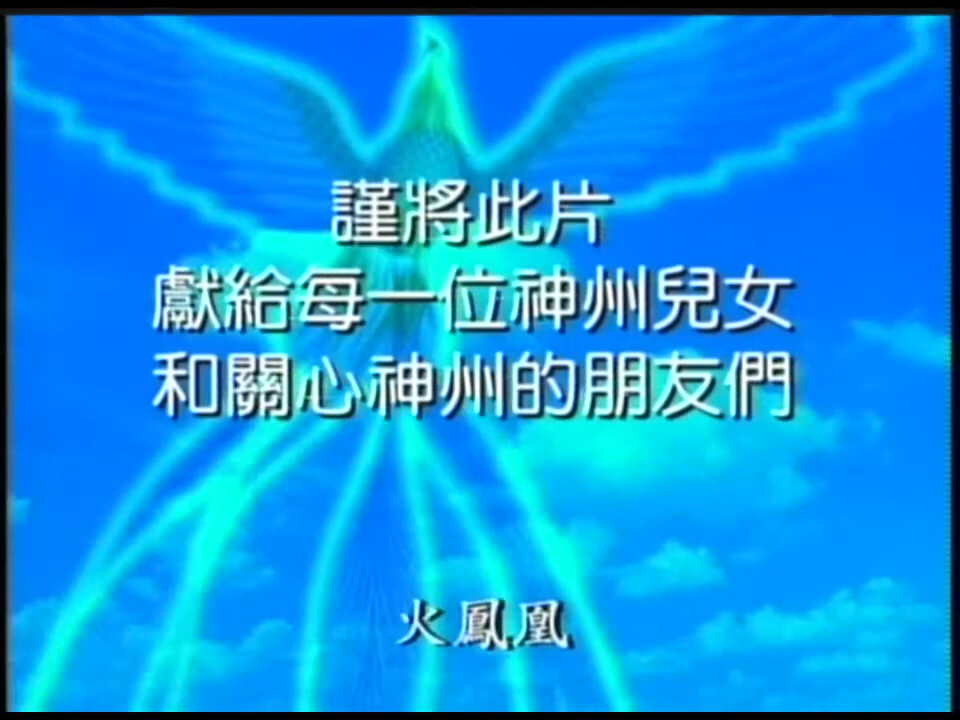 謹將此片
獻給每一位神州兒女
和關心神州的朋友們
火鳳凰